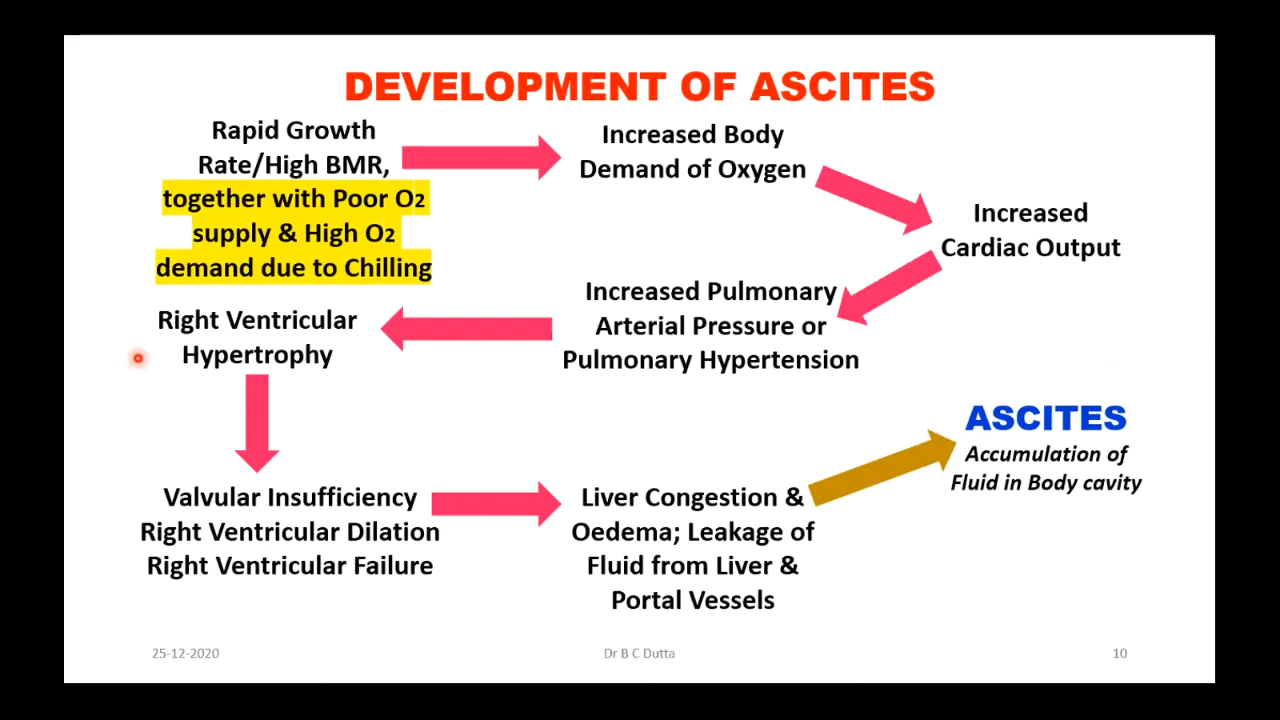 DEVELOPMENT OF ASCITES
Rapid Growth
Rate/High BMR,
together with Poor O2
supply & High O2
demand due to Chilling
Increased Body
Demand of Oxygen
Increased
Cardiac Output
Increased Pulmonary
Arterial Pressure or
Pulmonary Hypertension
Right Ventricular
Hypertrophy
Valvular Insufficiency
Right Ventricular Dilation
Right Ventricular Failure
Liver Congestion &
Oedema; Leakage of
Fluid from Liver &
Portal Vessels
ASCITES
Accumulation of
Fluid in Body cavity
25-12-2020
Dr B C Dutta
10